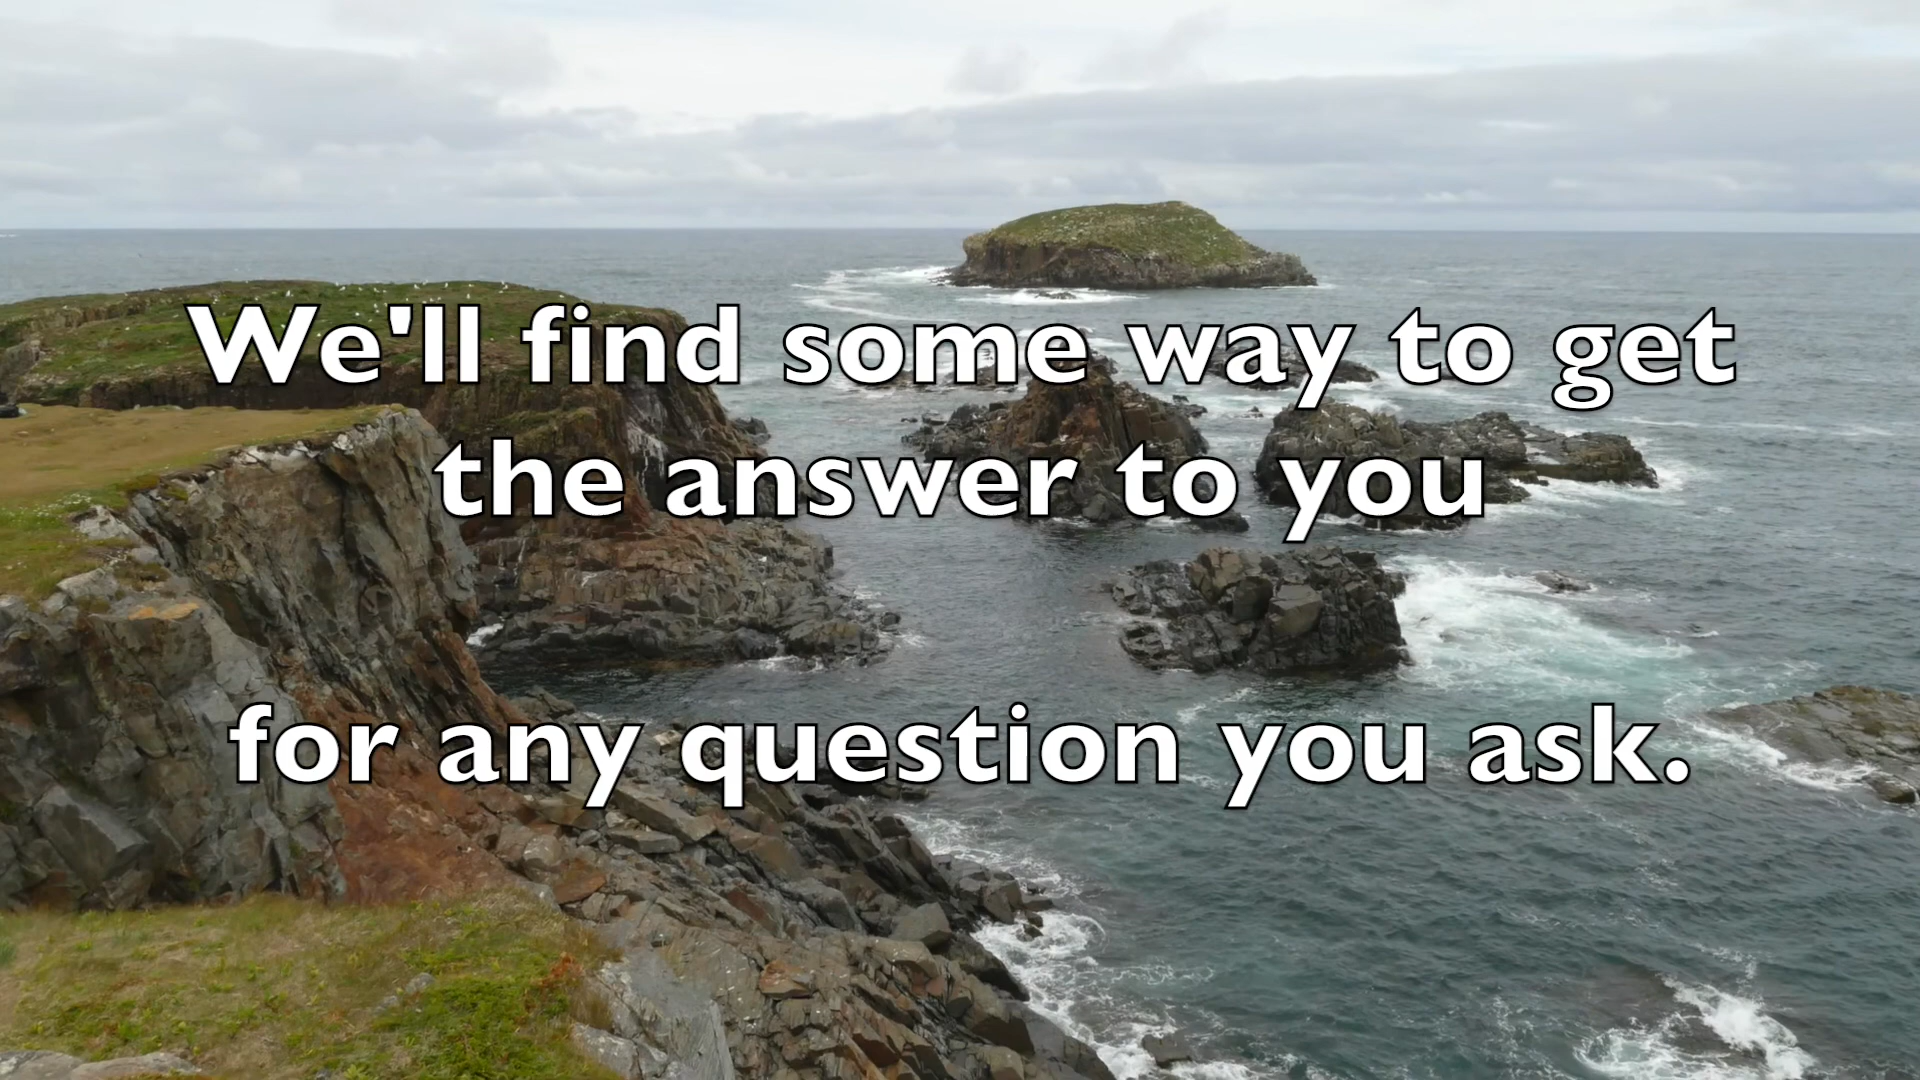 We'll find some way to get
the answer to you
for any question you ask.